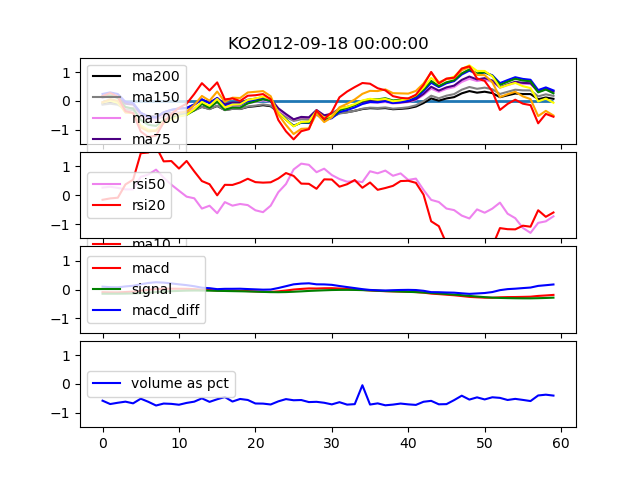 KO2012-09-18 00:00:00
1
0
−1
ma200
ma150
ma100
ma75
1
0
−1
rsi50
rsi20
ma10
1
0
−1
macd
signal
macd_diff
1
0
−1
volume as pct
0 10 20 30 40 50 60